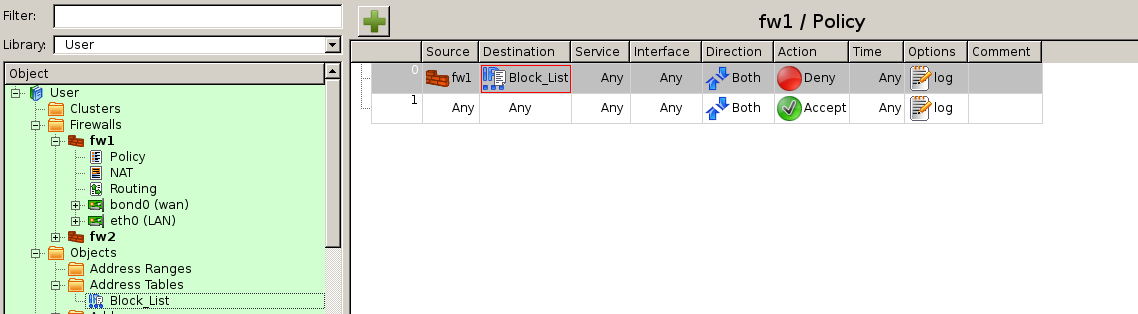 Filter:
Library: User
Object
User
Clusters
Firewalls
fw1
Policy
NAT
Routing
bond0 (wan)
eth0 (LAN)
fw2
Objects
Address Ranges
Address Tables
Block_List
fw1 / Policy
Source Destination Service Interface Direction Action Time Options Comment
0 fw1 Block_List Any Any Both Deny Any log
1 Any Any Any Any Both Accept Any log